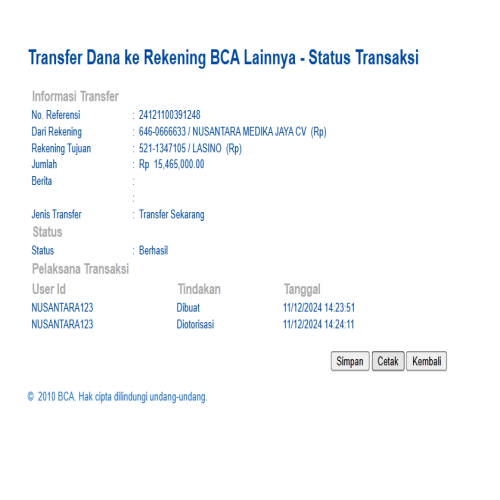 Transfer Dana ke Rekening BCA Lainnya - Status Transaksi
Informasi Transfer
No. Referensi : 24121100391248
Dari Rekening : 646-0666633 / NUSANTARA MEDIKA JAYA CV (Rp)
Rekening Tujuan : 521-1347105 / LASINO (Rp)
Jumlah : Rp 15,465,000.00
Berita :
:
Jenis Transfer : Transfer Sekarang
Status
Status : Berhasil
Pelaksana Transaksi
User Id Tindakan Tanggal
NUSANTARA123 Dibuat 11/12/2024 14:23:51
NUSANTARA123 Diotorisasi 11/12/2024 14:24:11
Simpan Cetak Kembali
© 2010 BCA. Hak cipta dilindungi undang-undang.